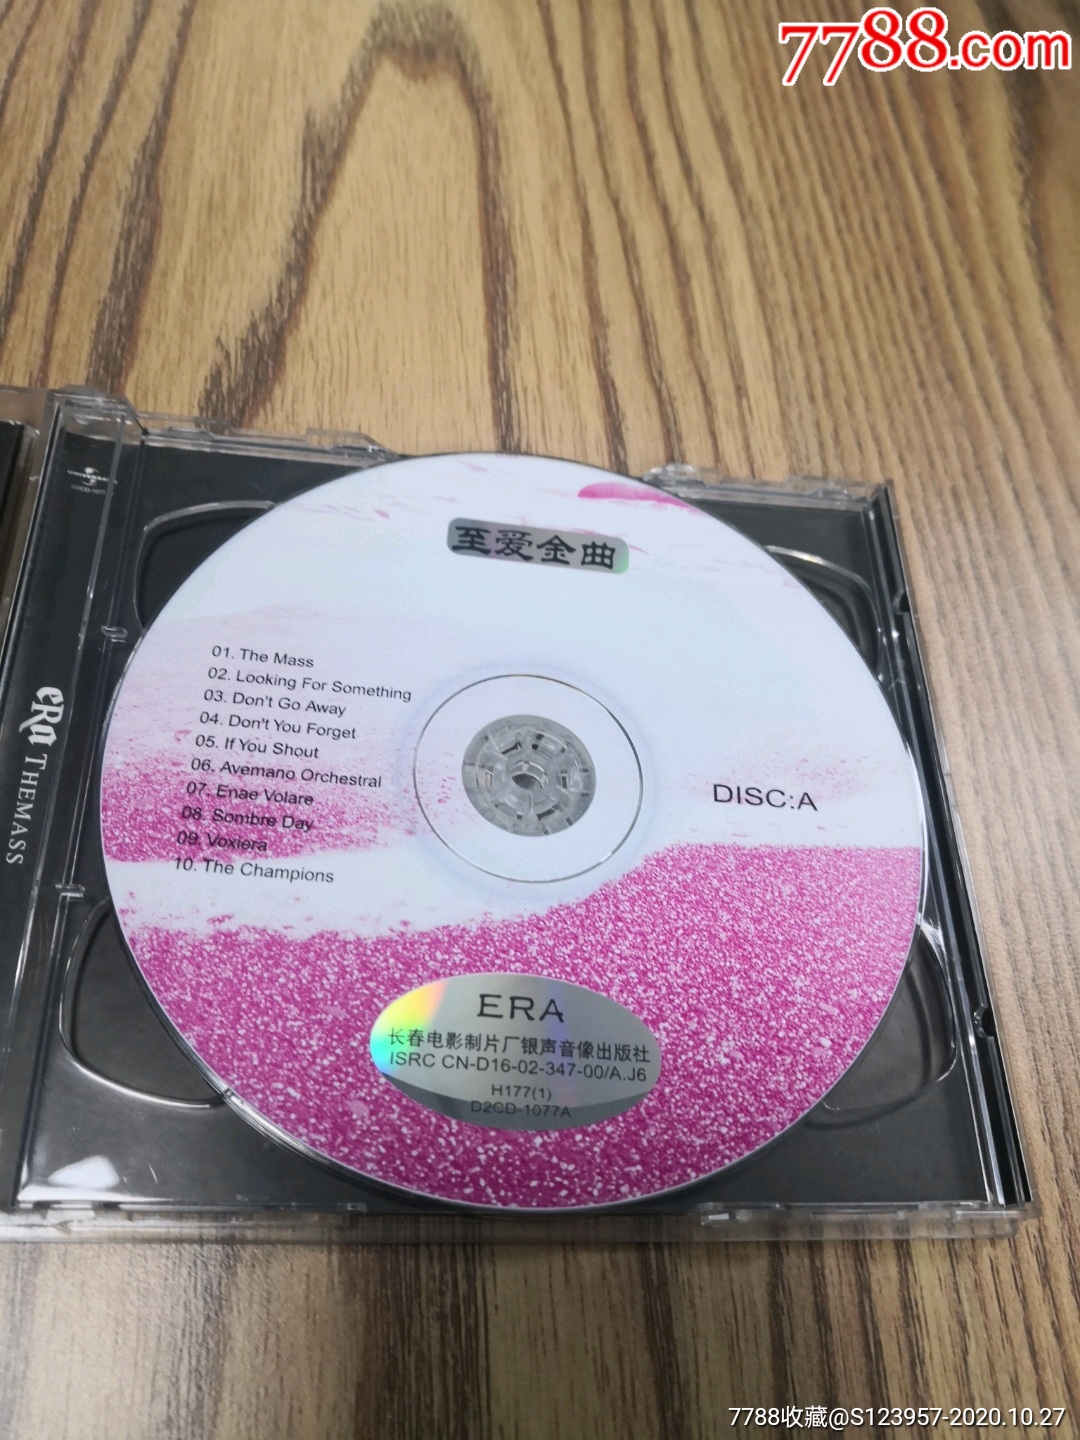 7788.com
至爱金曲
01. The Mass
02. Looking For Something
03. Don't Go Away
04. Don't You Forget
05. If You Shout
06. Avemano Orchestral
07. Enae Volare
08. Sombre Day
09. Voxiera
10. The Champions
DISC:A
eRa THEMASS
UNIVERSAL
ERA
长春电影制片厂银声音像出版社
ISRC CN-D16-02-347-00/A.J6
H177(1)
D2CD-1077A
7788收藏@S123957-2020.10.27